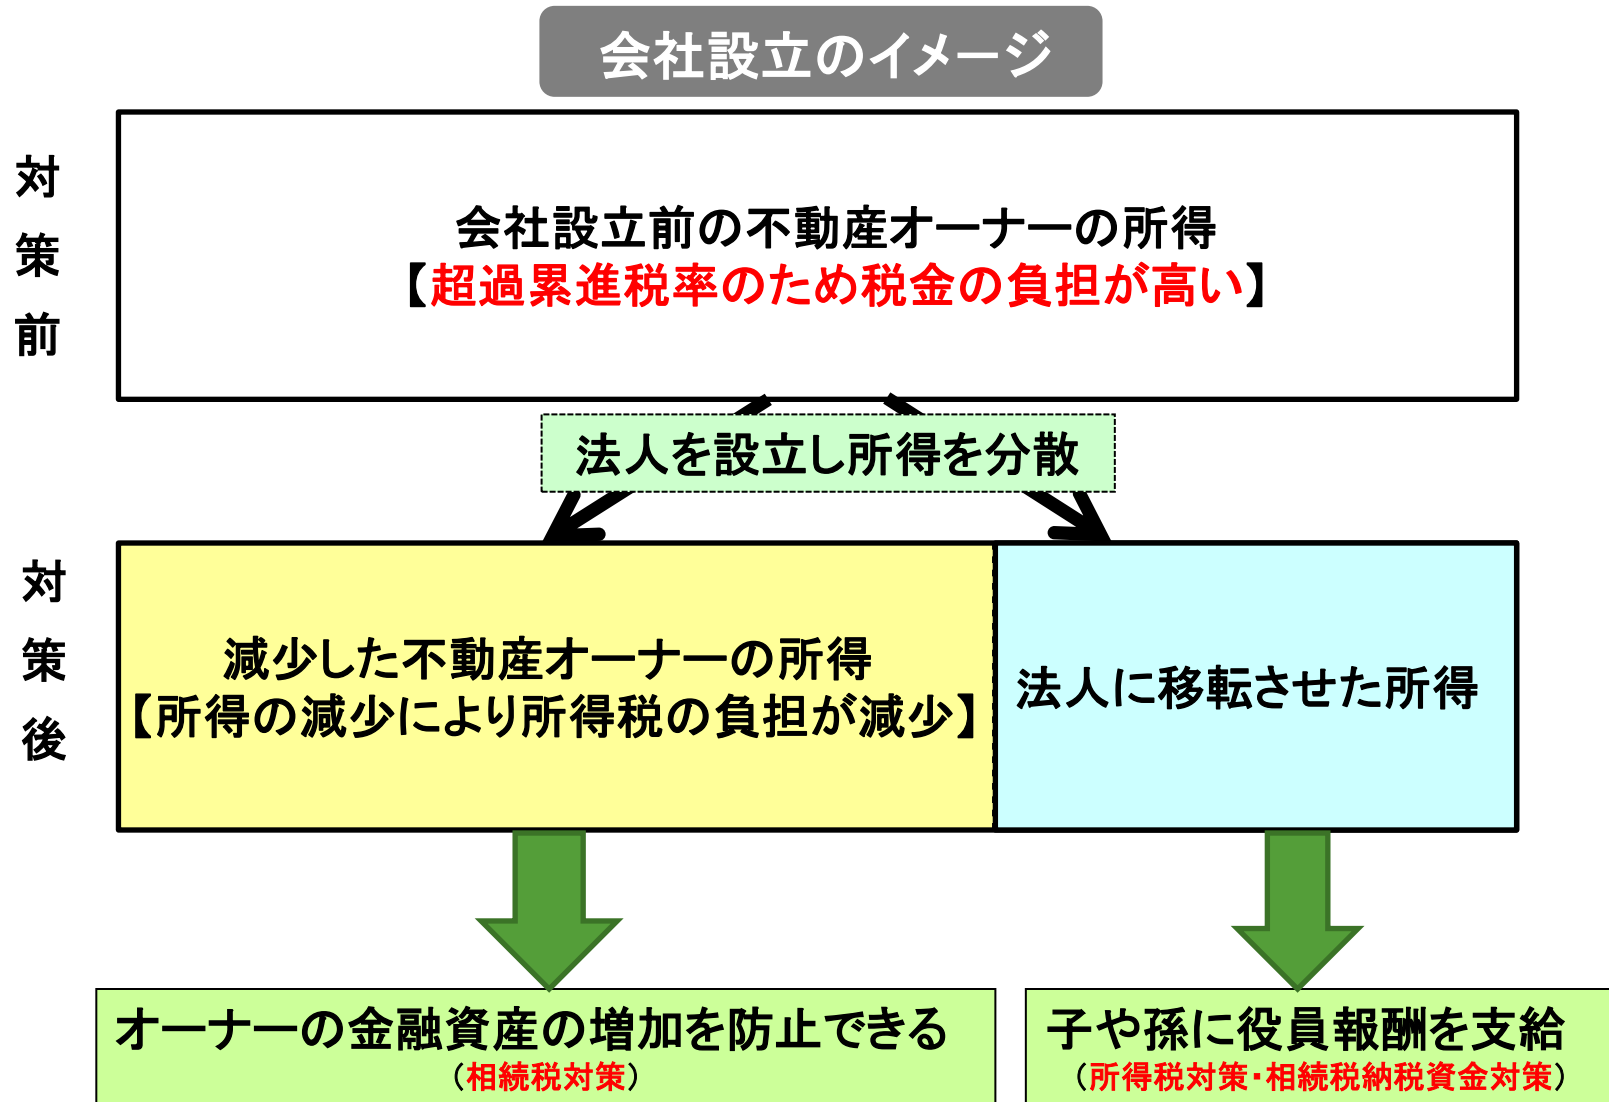 会社設立のイメージ
対策前
会社設立前の不動産オーナーの所得
【超過累進税率のため税金の負担が高い】
法人を設立し所得を分散
対策後
減少した不動産オーナーの所得
【所得の減少により所得税の負担が減少】
法人に移転させた所得
オーナーの金融資産の増加を防止できる
（相続税対策）
子や孫に役員報酬を支給
（所得税対策・相続税納税資金対策）